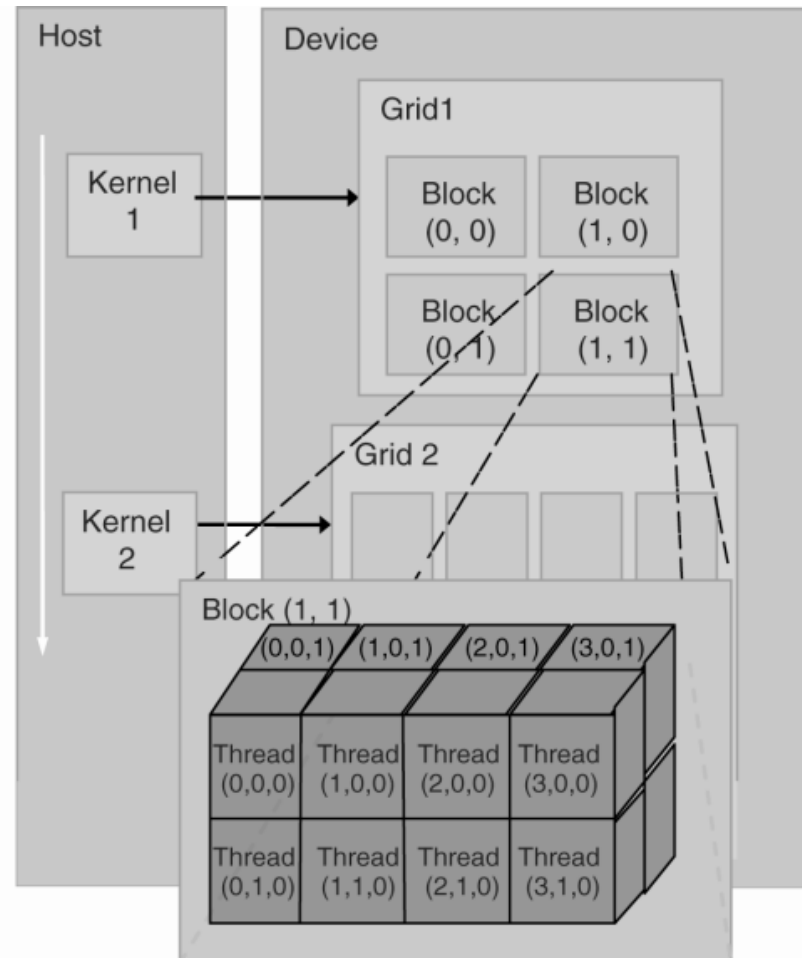 Host
Device
Grid1
Kernel
1
Block
(0, 0)
Block
(1, 0)
Block
(0, 1)
Block
(1, 1)
Grid 2
Kernel
2
Block (1, 1)
(0,0,1)
(1,0,1)
(2,0,1)
(3,0,1)
Thread
(0,0,0)
Thread
(1,0,0)
Thread
(2,0,0)
Thread
(3,0,0)
Thread
(0,1,0)
Thread
(1,1,0)
Thread
(2,1,0)
Thread
(3,1,0)